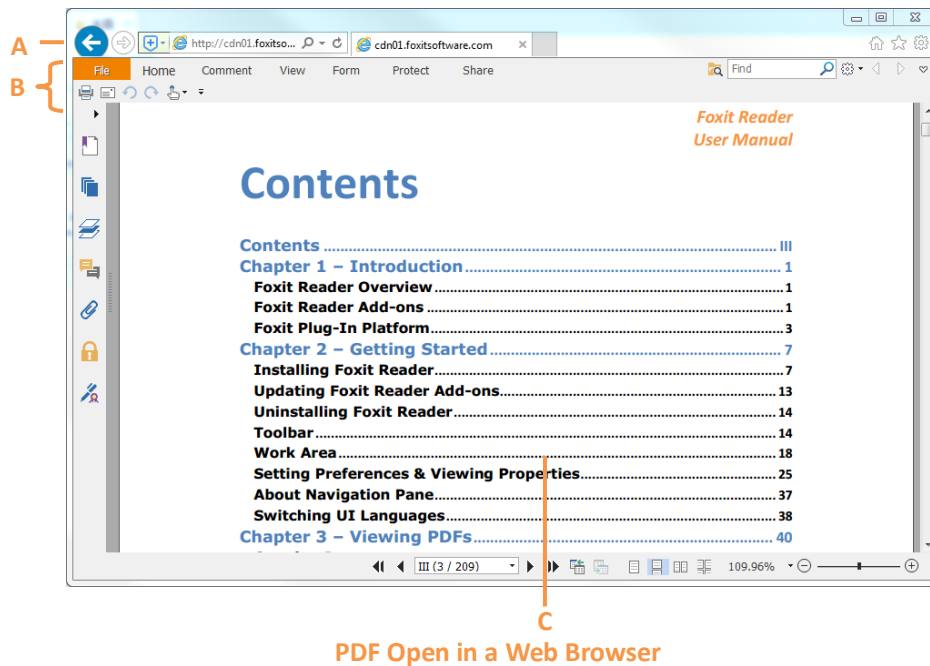 A
http://cdn01.foxitso...
cdn01.foxitsoftware.com
B
File Home Comment View Form Protect Share Find
Foxit Reader
User Manual
Contents
Contents ........ III
Chapter 1 – Introduction ........ 1
Foxit Reader Overview ........ 1
Foxit Reader Add-ons ........ 1
Foxit Plug-In Platform ........ 3
Chapter 2 – Getting Started ........ 7
Installing Foxit Reader ........ 7
Updating Foxit Reader Add-ons ........ 13
Uninstalling Foxit Reader ........ 14
Toolbar ........ 14
Work Area ........ 18
Setting Preferences & Viewing Properties ........ 25
About Navigation Pane ........ 37
Switching UI Languages ........ 38
Chapter 3 – Viewing PDFs ........ 40
III (3 / 209) 109.96%
C
PDF Open in a Web Browser